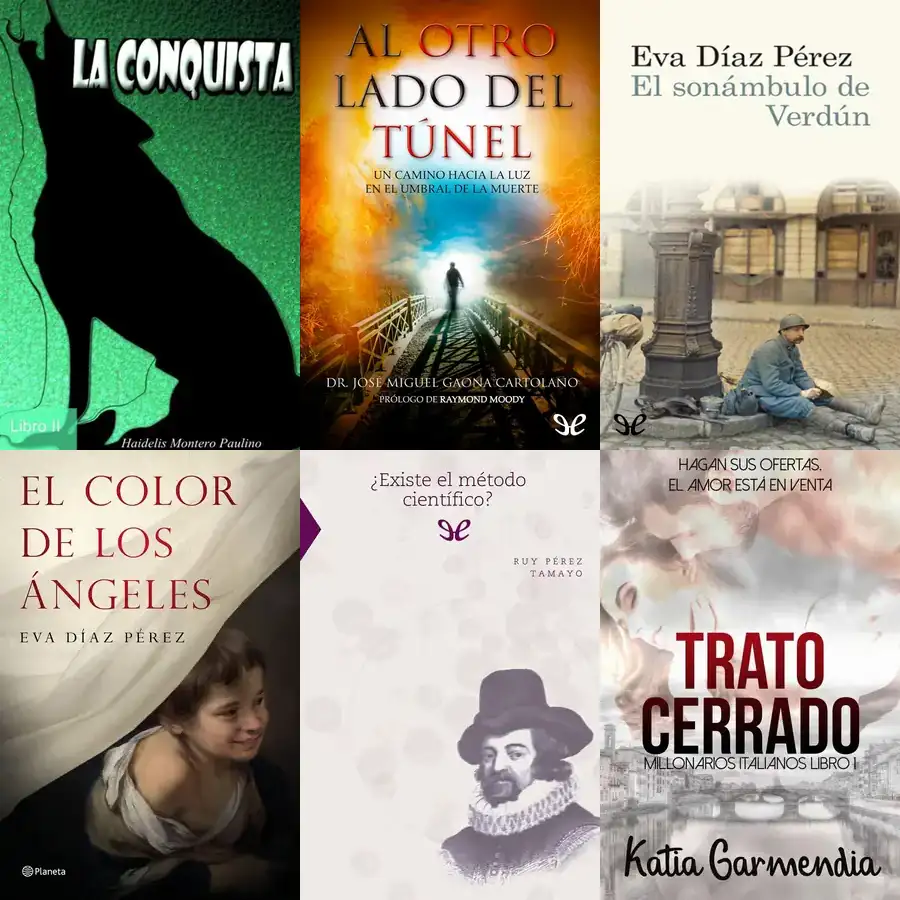 LA CONQUISTA
Libro II
Haidelis Montero Paulino
AL OTRO
LADO DEL
TÚNEL
UN CAMINO HACIA LA LUZ
EN EL UMBRAL DE LA MUERTE
DR. JOSÉ MIGUEL GAONA CARTOLANO
PRÓLOGO DE RAYMOND MOODY
Eva Díaz Pérez
El sonámbulo de
Verdún
EL COLOR
DE LOS
ÁNGELES
EVA DÍAZ PÉREZ
Planeta
¿Existe el método
científico?
RUY PÉREZ
TAMAYO
HAGAN SUS OFERTAS,
EL AMOR ESTÁ EN VENTA
TRATO
CERRADO
MILLONARIOS ITALIANOS LIBRO I
Katia Garmendia